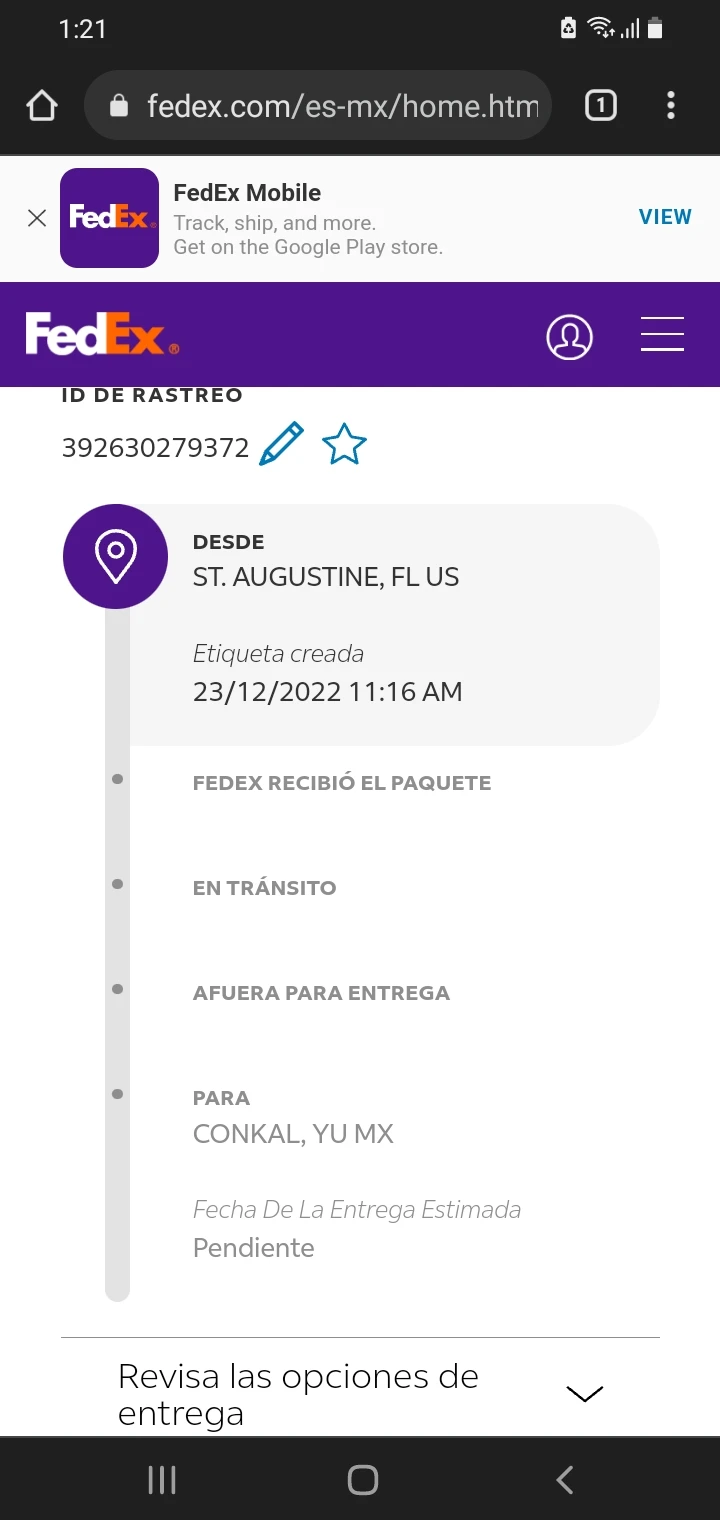 1:21
fedex.com/es-mx/home.htm
1
FedEx Mobile
Track, ship, and more.
Get on the Google Play store.
VIEW
FedEx®
FedEx®
ID DE RASTREO
392630279372
DESDE
ST. AUGUSTINE, FL US
Etiqueta creada
23/12/2022 11:16 AM
FEDEX RECIBIÓ EL PAQUETE
EN TRÁNSITO
AFUERA PARA ENTREGA
PARA
CONKAL, YU MX
Fecha De La Entrega Estimada
Pendiente
Revisa las opciones de
entrega